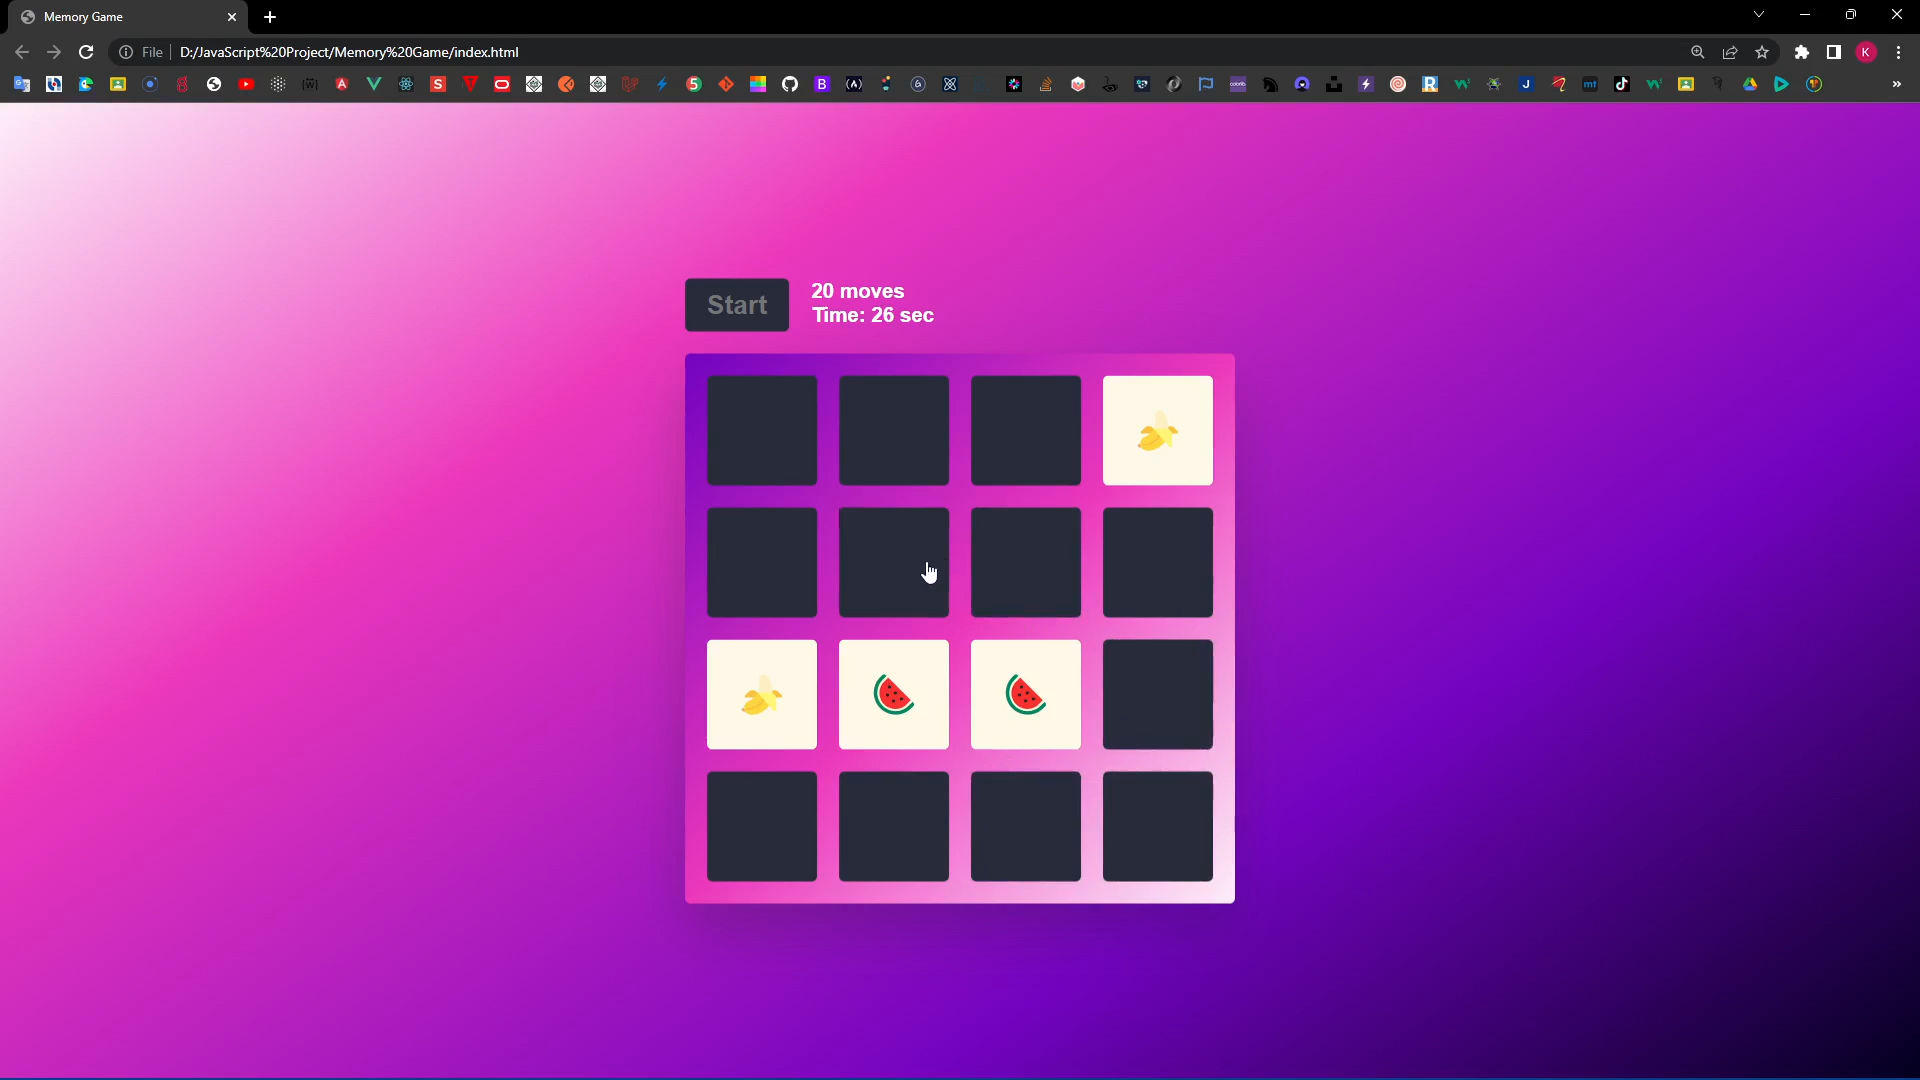 Memory Game
File
D:/JavaScript%20Project/Memory%20Game/index.html
K
Start
20 moves
Time: 26 sec